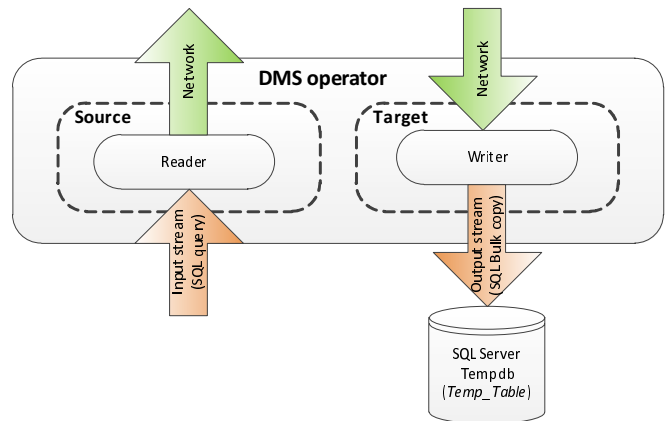 Network
Network
DMS operator
Source
Target
Reader
Writer
Input stream
(SQL query)
Output stream
(SQL Bulk copy)
SQL Server
Tempdb
(Temp_Table)